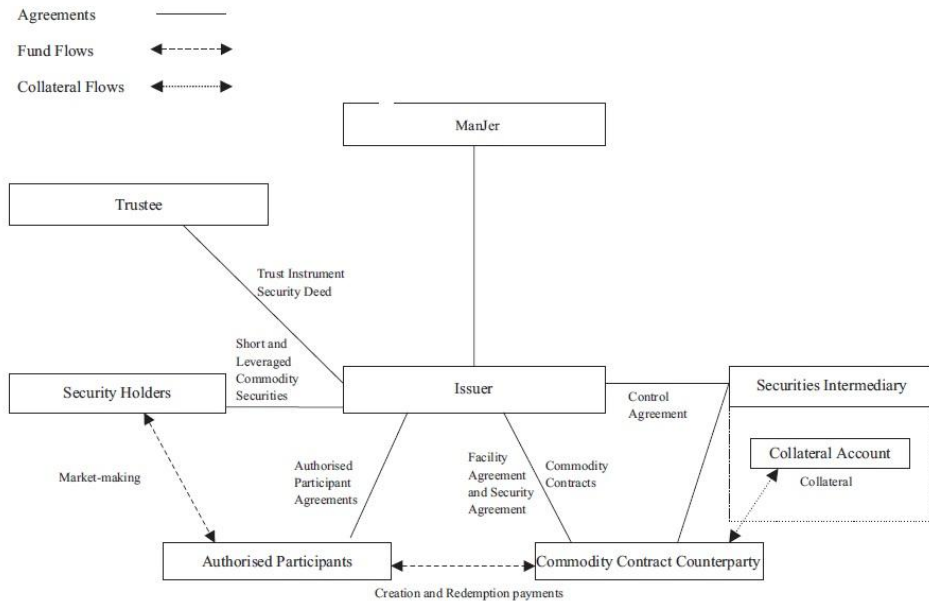 Agreements
Fund Flows
Collateral Flows
ManJer
Trustee
Trust Instrument
Security Deed
Short and
Leveraged
Commodity
Securities
Security Holders
Issuer
Control
Agreement
Securities Intermediary
Collateral Account
Collateral
Market-making
Authorised
Participant
Agreements
Facility
Agreement
and Security
Agreement
Commodity
Contracts
Authorised Participants
Commodity Contract Counterparty
Creation and Redemption payments